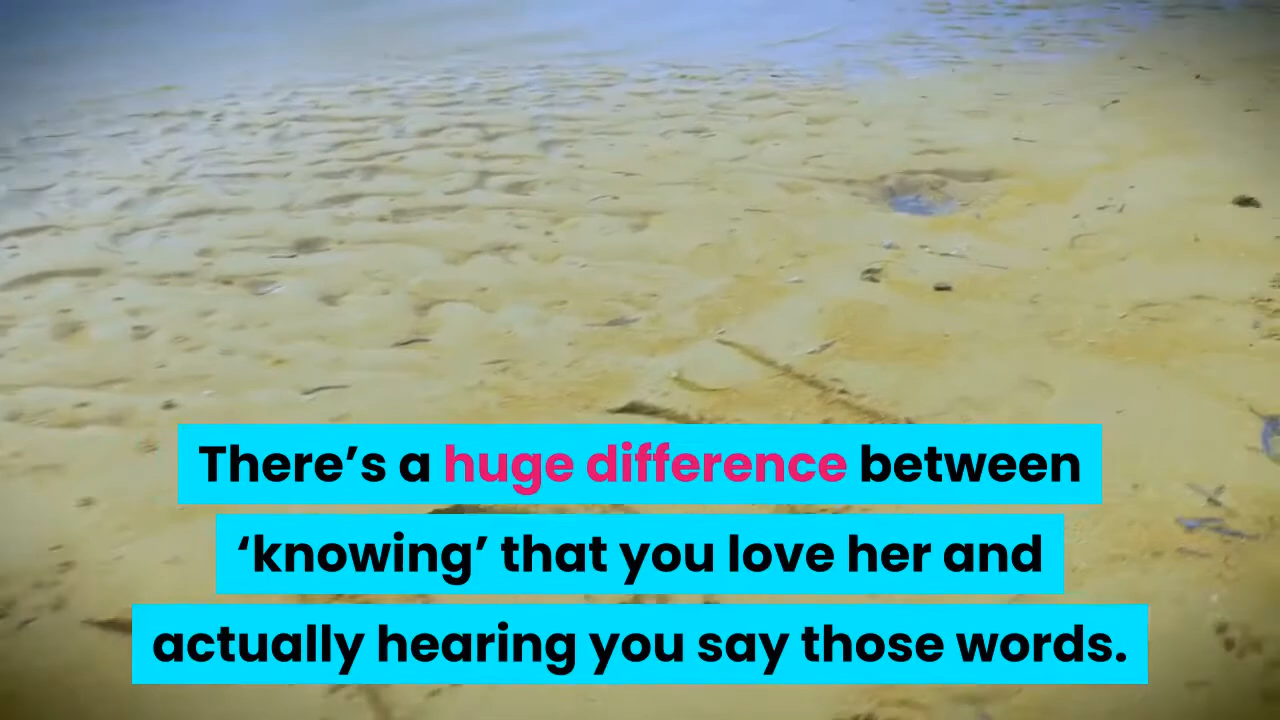 There’s a huge difference between
‘knowing’ that you love her and
actually hearing you say those words.